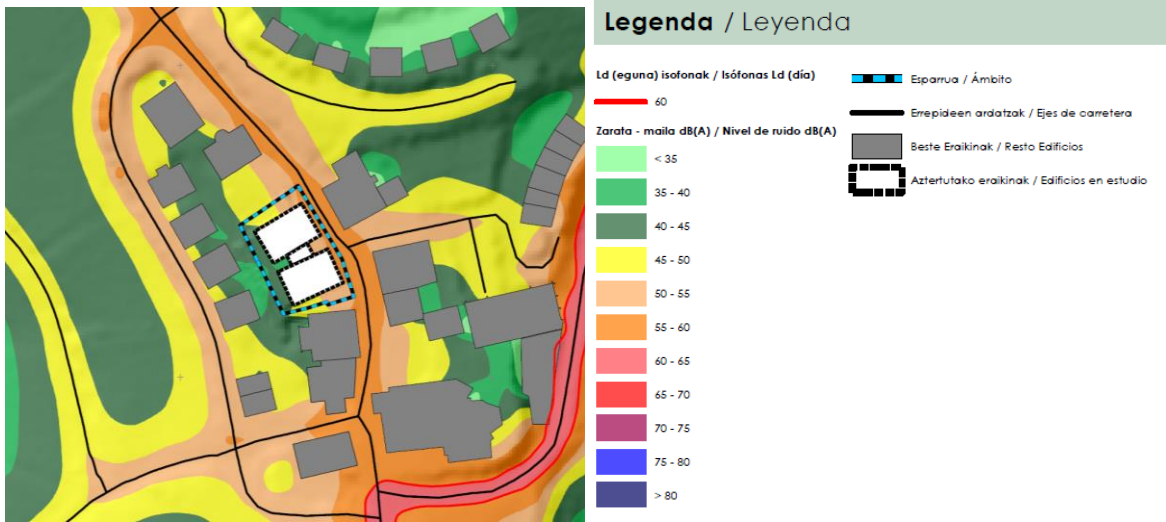 Legenda / Leyenda
Ld (eguna) isofonak / Isófonas Ld (día)
60
Zarata - maila dB(A) / Nivel de ruido dB(A)
< 35
35 - 40
40 - 45
45 - 50
50 - 55
55 - 60
60 - 65
65 - 70
70 - 75
75 - 80
> 80
Esparrua / Ámbito
Errepideen ardatzak / Ejes de carretera
Beste Eraikinak / Resto Edificios
Aztertutako eraikinak / Edificios en estudio